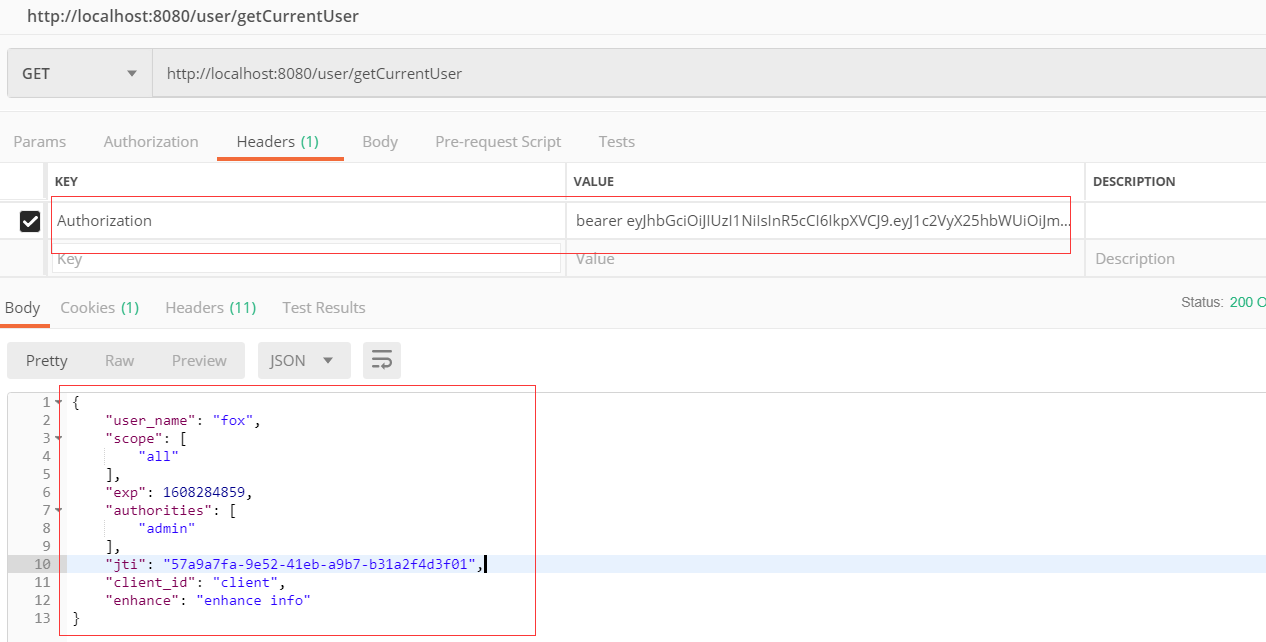 http://localhost:8080/user/getCurrentUser
GET http://localhost:8080/user/getCurrentUser
Params Authorization Headers (1) Body Pre-request Script Tests
KEY VALUE DESCRIPTION
Authorization bearer eyJhbGciOiJIUzI1NiIsInR5cCI6IkpXVCJ9.eyJ1c2VyX25hbWUiOiJm...
Key Value Description
Body Cookies (1) Headers (11) Test Results Status: 200 O
Pretty Raw Preview JSON
1 {
2 "user_name": "fox",
3 "scope": [
4 "all"
5 ],
6 "exp": 1608284859,
7 "authorities": [
8 "admin"
9 ],
10 "jti": "57a9a7fa-9e52-41eb-a9b7-b31a2f4d3f01",
11 "client_id": "client",
12 "enhance": "enhance info"
13 }